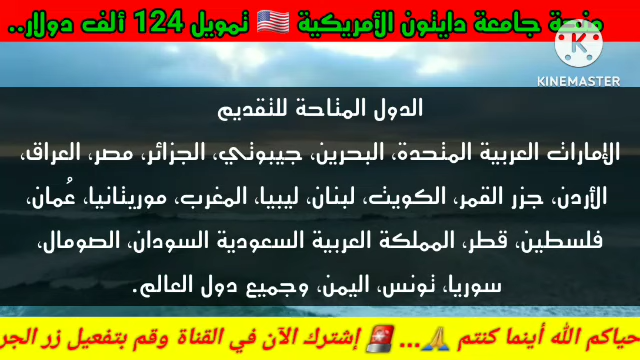 منحة جامعة دايتون الأمريكية 🇺🇸 تمويل 124 ألف دولار..
KINEMASTER
الدول المتاحة للتقديم
الإمارات العربية المتحدة، البحرين، جيبوتي، الجزائر، مصر، العراق،
الأردن، جزر القمر، الكويت، لبنان، ليبيا، المغرب، موريتانيا، عُمان،
فلسطين، قطر، المملكة العربية السعودية السودان، الصومال،
سوريا، تونس، اليمن، وجميع دول العالم.
حياكم الله أينما كنتم 🙏... 🚨 إشترك الآن في القناة وقم بتفعيل زر الجر